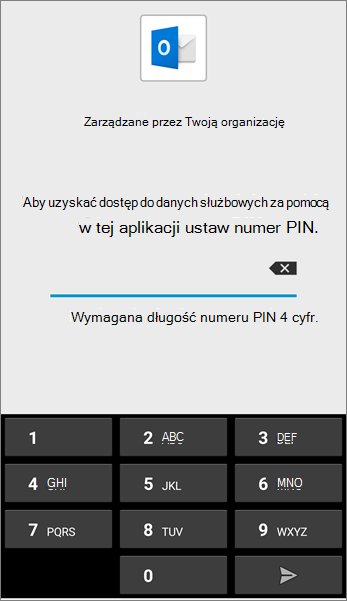 O
Zarządzane przez Twoją organizację
Aby uzyskać dostęp do danych służbowych za pomocą
w tej aplikacji ustaw numer PIN.
Wymagana długość numeru PIN 4 cyfr.
1 2 ABC 3 DEF
4 GHI 5 JKL 6 MNO
7 PQRS 8 TUV 9 WXYZ
0